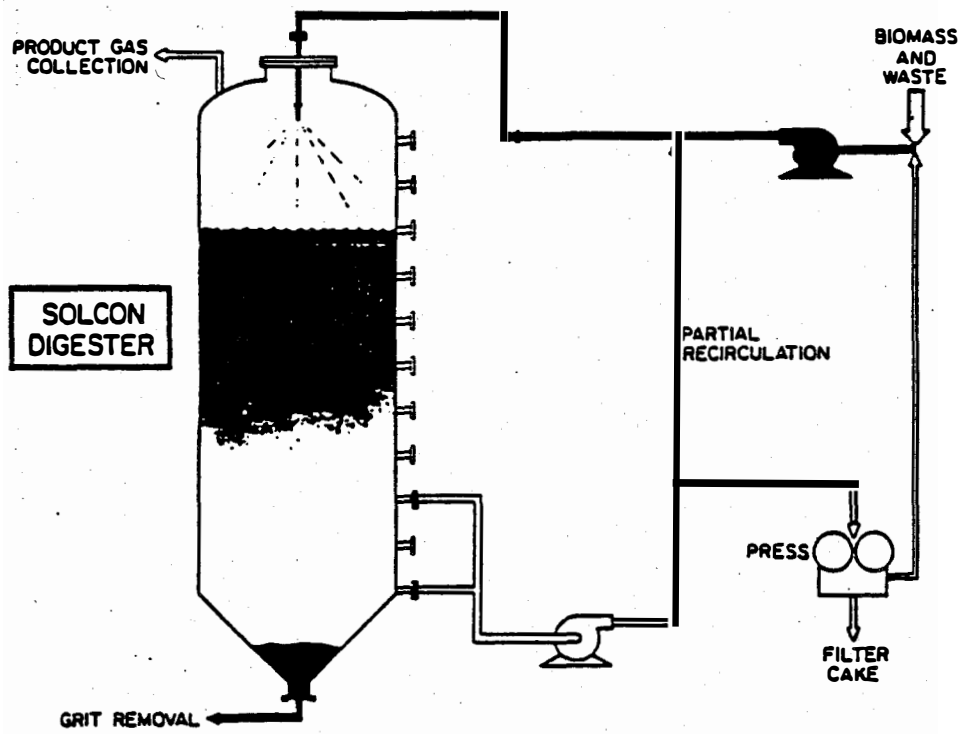 PRODUCT GAS
COLLECTION
BIOMASS
AND
WASTE
SOLCON
DIGESTER
PARTIAL
RECIRCULATION
PRESS
FILTER
CAKE
GRIT REMOVAL